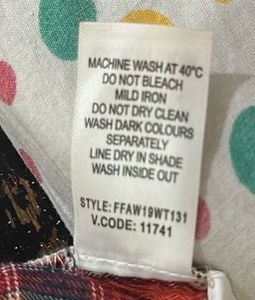 MACHINE WASH AT 40°C
DO NOT BLEACH
MILD IRON
DO NOT DRY CLEAN
WASH DARK COLOURS
SEPARATELY
LINE DRY IN SHADE
WASH INSIDE OUT
STYLE: FFAW19WT131
V.CODE: 11741